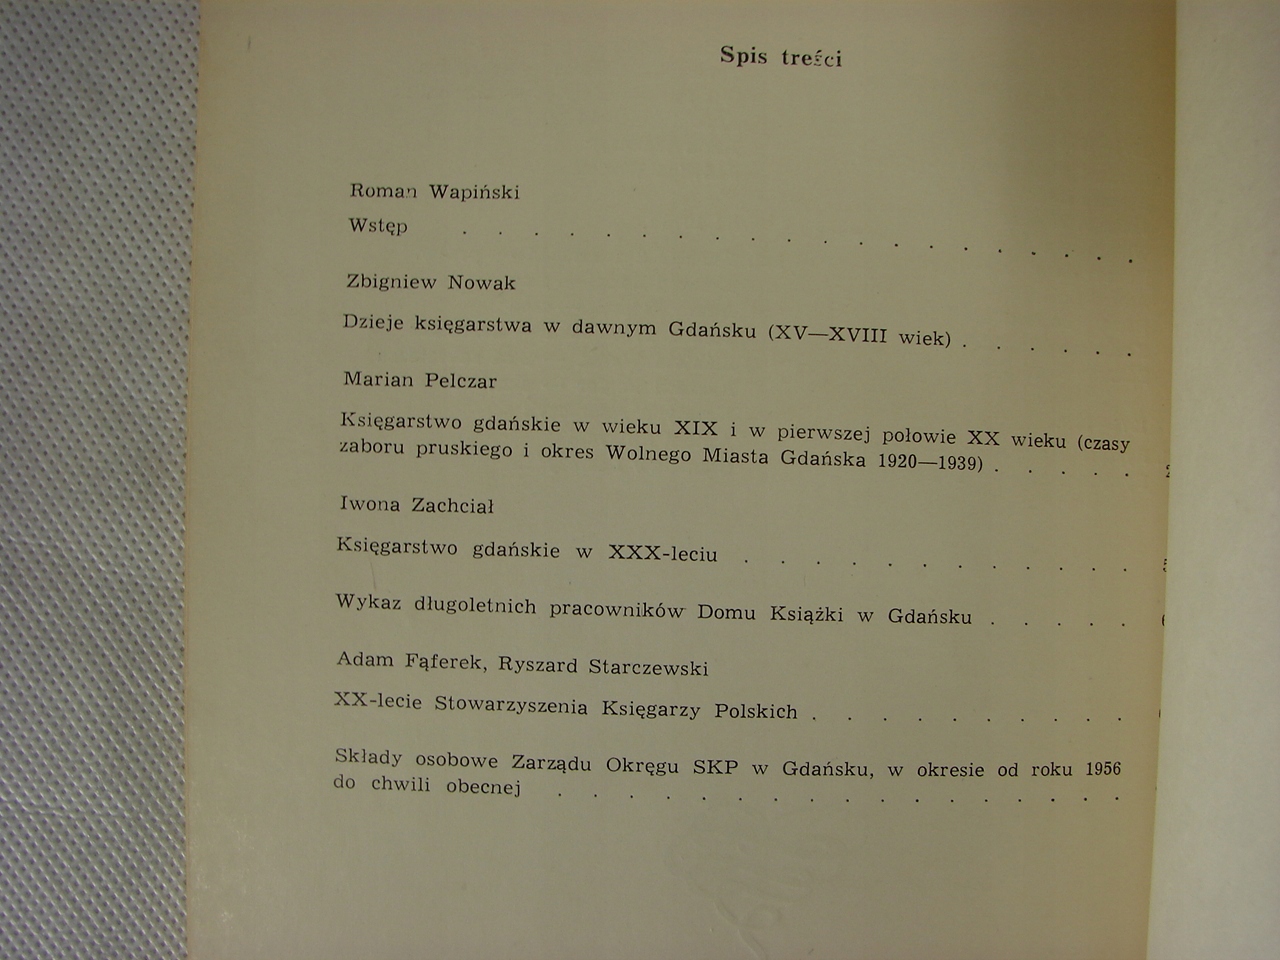 Spis treści
Roman Wapiński
Wstęp . . . . . . . . . . . . . . . . . . . .
Zbigniew Nowak
Dzieje księgarstwa w dawnym Gdańsku (XV—XVIII wiek) . . . . . .
Marian Pelczar
Księgarstwo gdańskie w wieku XIX i w pierwszej połowie XX wieku (czasy
zaboru pruskiego i okres Wolnego Miasta Gdańska 1920—1939) . . . . .
Iwona Zachciał
Księgarstwo gdańskie w XXX-leciu . . . . . . . . . . . .
Wykaz długoletnich pracowników Domu Książki w Gdańsku . . . . .
Adam Fąferek, Ryszard Starczewski
XX-lecie Stowarzyszenia Księgarzy Polskich . . . . . . . . . .
Składy osobowe Zarządu Okręgu SKP w Gdańsku, w okresie od roku 1956
do chwili obecnej . . . . . . . . . . . . . . . .